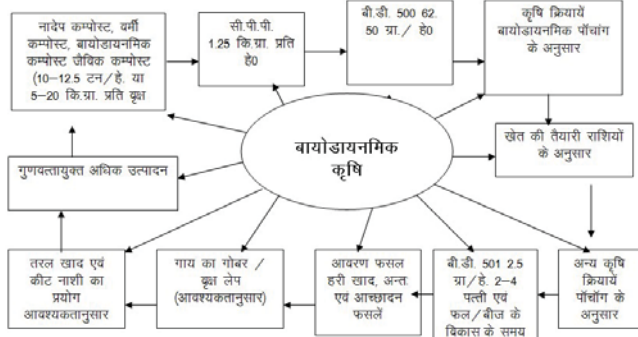 नादेप कम्पोस्ट, वर्मी
कम्पोस्ट, बायोडायनमिक
कम्पोस्ट जैविक कम्पोस्ट
(10–12.5 टन/हे. या
5–20 कि.ग्रा. प्रति बृक्ष
सी.पी.पी.
1.25 कि.ग्रा. प्रति
हे0
बी.डी. 500 62.
50 ग्रा./ हे0
कृषि क्रियायें
बायोडायनमिक पाँचांग के
अनुसार
खेत की तैयारी राशियों
के अनुसार
अन्य कृषि
क्रियायें
पाँचॉग के
अनुसार
बी.डी. 501 2.5
ग्रा/हे. 2–4
पत्ती एवं
फल/बीज के
विकास के समय
आवरण फसल
हरी खाद, अन्त:
एवं आच्छादन
फसलें
गाय का गोबर /
बृक्ष लेप
(आवश्यकतानुसार)
तरल खाद एवं
कीट नाशी का
प्रयोग
आवश्यकतानुसार
गुणवत्तायुक्त अधिक उत्पादन
बायोडायनमिक
कृषि